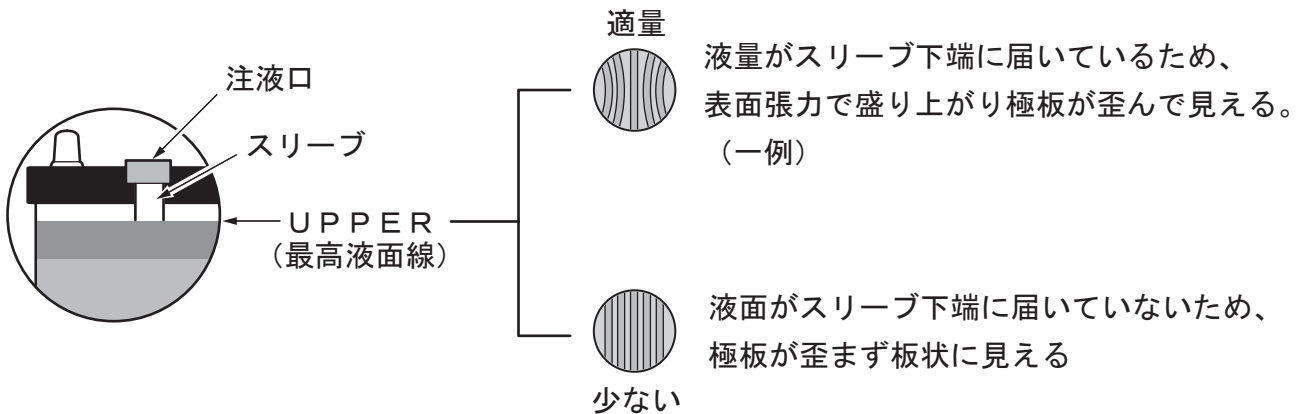 注液口
スリーブ
UPPER
(最高液面線)
適量
液量がスリーブ下端に届いているため、
表面張力で盛り上がり極板が歪んで見える。
(一例)
液面がスリーブ下端に届いていないため、
極板が歪まず板状に見える
少ない